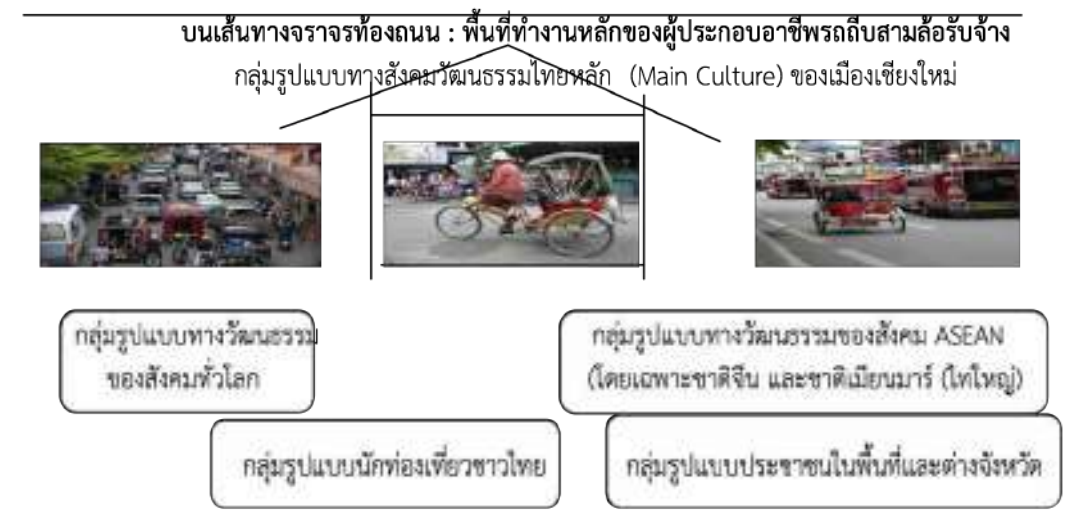 บนเส้นทางจราจรท้องถนน : พื้นที่ทำงานหลักของผู้ประกอบอาชีพรถถีบสามล้อรับจ้าง
กลุ่มรูปแบบทางสังคมวัฒนธรรมไทยหลัก (Main Culture) ของเมืองเชียงใหม่
กลุ่มรูปแบบทางวัฒนธรรม
ของสังคมทั่วโลก
กลุ่มรูปแบบทางวัฒนธรรมของสังคม ASEAN
(โดยเฉพาะชาติจีน และชาติเมียนมาร์ (ไทใหญ่)
กลุ่มรูปแบบนักท่องเที่ยวชาวไทย
กลุ่มรูปแบบประชาชนในพื้นที่และต่างจังหวัด